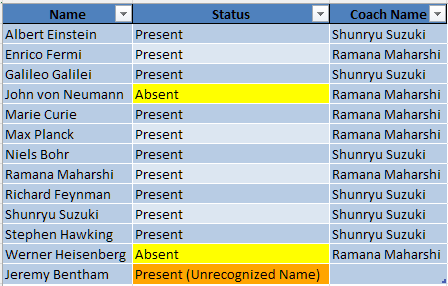 Name Status Coach Name
Albert Einstein Present Shunryu Suzuki
Enrico Fermi Present Ramana Maharshi
Galileo Galilei Present Shunryu Suzuki
John von Neumann Absent Ramana Maharshi
Marie Curie Present Ramana Maharshi
Max Planck Present Ramana Maharshi
Niels Bohr Present Shunryu Suzuki
Ramana Maharshi Present Ramana Maharshi
Richard Feynman Present Shunryu Suzuki
Shunryu Suzuki Present Shunryu Suzuki
Stephen Hawking Present Shunryu Suzuki
Werner Heisenberg Absent Ramana Maharshi
Jeremy Bentham Present (Unrecognized Name)